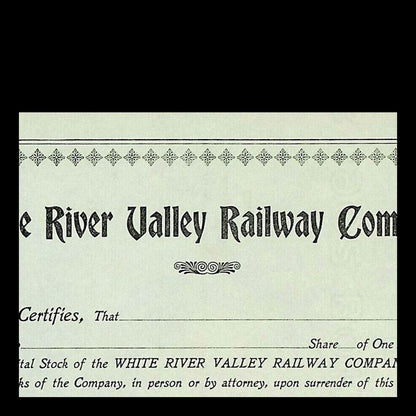 e River Valley Railway Com
Certifies, That
Share of One
ital Stock of the WHITE RIVER VALLEY RAILWAY COMPAN
ks of the Company, in person or by attorney, upon surrender of this